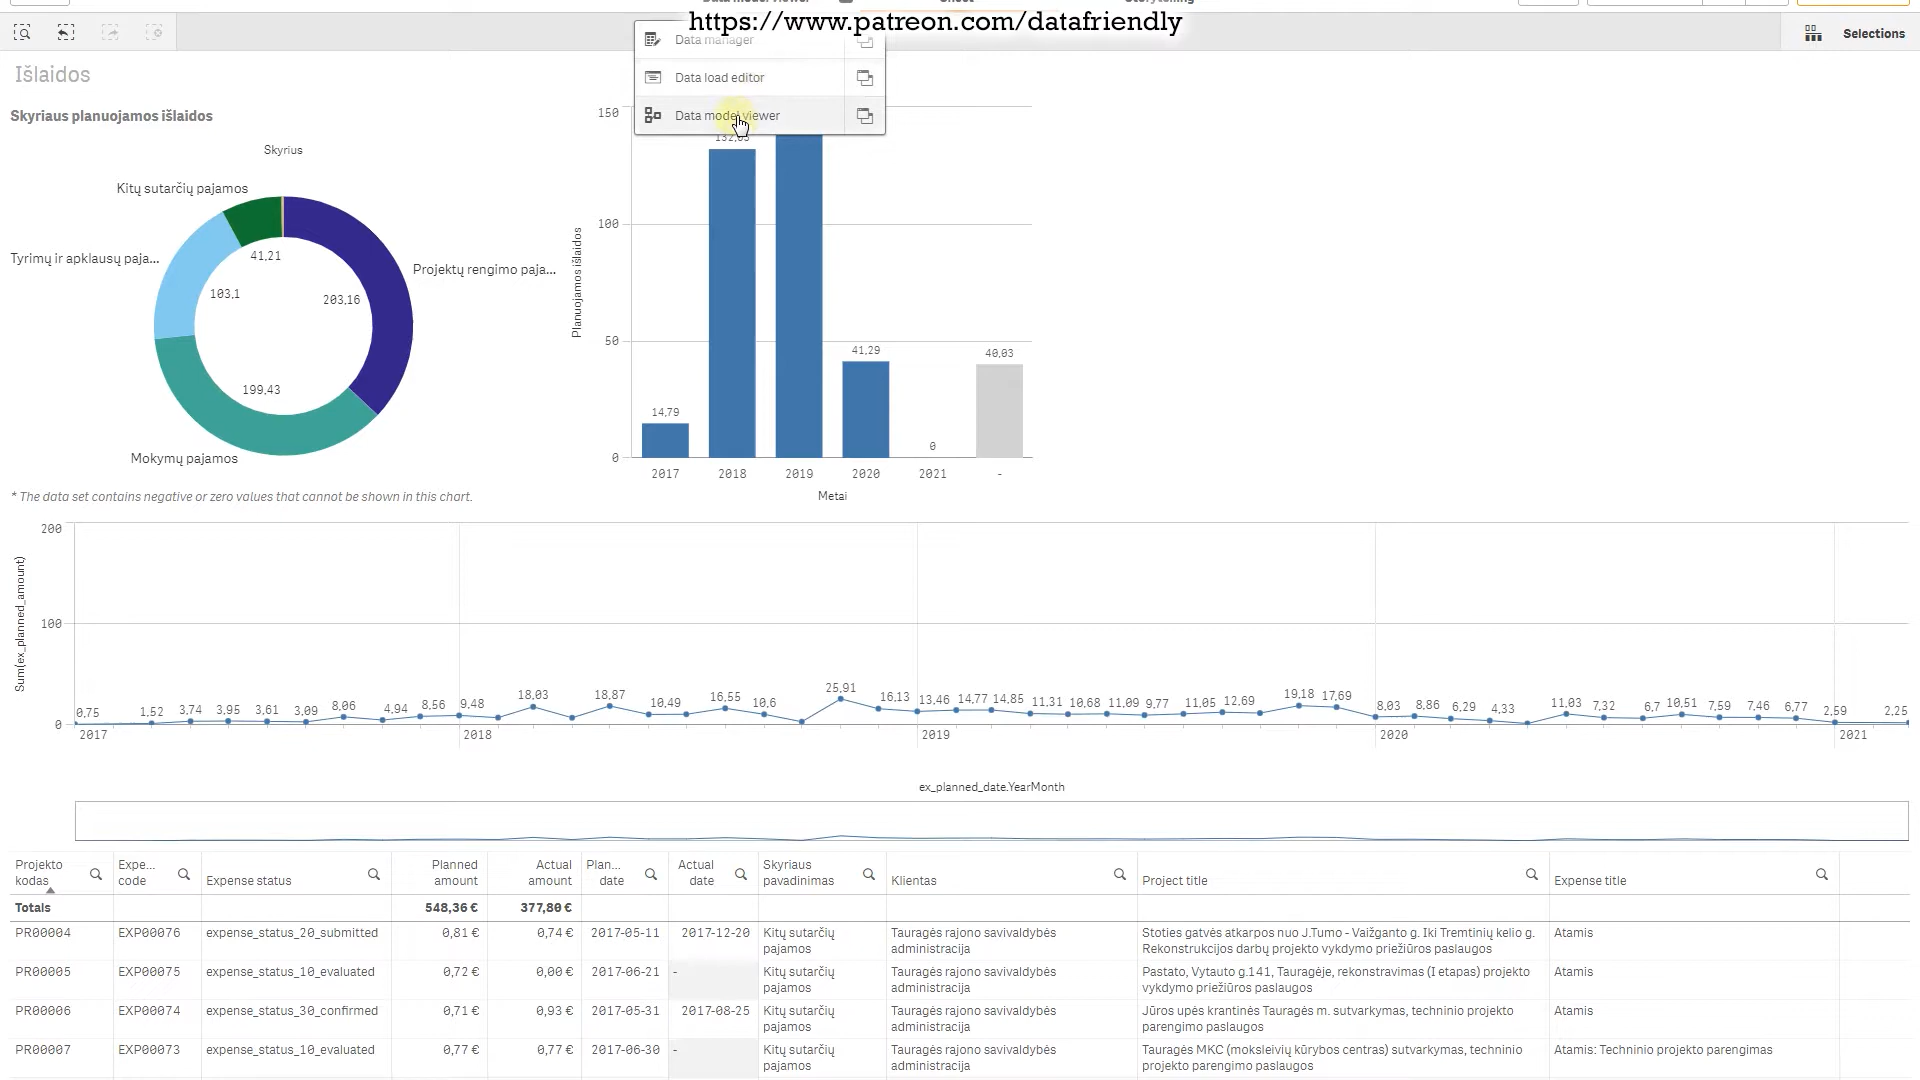 https://www.patreon.com/datafriendly
Data manager
Data load editor
Data model viewer
Selections
Išlaidos
Skyriaus planuojamos išlaidos
Skyrius
Kitų sutarčių pajamos
Tyrimų ir apklausų paja...
Projektų rengimo paja...
Mokymų pajamos
41,21
103,1
203,16
199,43
* The data set contains negative or zero values that cannot be shown in this chart.
Planuojamos išlaidos
150
100
50
0
14,79
132,03
41,29
0
40,03
2017
2018
2019
2020
2021
-
Metai
Sum(ex_planned_amount)
200
100
0
0,75 1,52 3,74 3,95 3,61 3,09 8,06 4,94 8,56 9,48 18,03 18,87 10,49 16,55 10,6 25,91 16,13 13,46 14,77 14,85 11,31 10,68 11,09 9,77 11,05 12,69 19,18 17,69 8,03 8,86 6,29 4,33 11,03 7,32 6,7 10,51 7,59 7,46 6,77 2,59 2,25
2017 2018 2019 2020 2021
ex_planned_date.YearMonth
Projekto kodas Expe... code Expense status Planned amount Actual amount Plan... date Actual date Skyriaus pavadinimas Klientas Project title Expense title
Totals 548,36 € 377,80 €
PR00004 EXP00076 expense_status_20_submitted 0,81 € 0,74 € 2017-05-11 2017-12-20 Kitų sutarčių Tauragės rajono savivaldybės Stoties gatvės atkarpos nuo J.Tumo - Vaižganto g. Iki Tremtinių kelio g. Atamis
pajamos administracija Rekonstrukcijos darbų projekto vykdymo priežiūros paslaugos
PR00005 EXP00075 expense_status_10_evaluated 0,72 € 0,00 € 2017-06-21 - Kitų sutarčių Tauragės rajono savivaldybės Pastato, Vytauto g.141, Tauragėje, rekonstravimas (I etapas) projekto Atamis
pajamos administracija vykdymo priežiūros paslaugos
PR00006 EXP00074 expense_status_30_confirmed 0,71 € 0,93 € 2017-05-31 2017-08-25 Kitų sutarčių Tauragės rajono savivaldybės Jūros upės krantinės Tauragės m. sutvarkymas, techninio projekto Atamis
pajamos administracija parengimo paslaugos
PR00007 EXP00073 expense_status_10_evaluated 0,77 € 0,77 € 2017-06-30 - Kitų sutarčių Tauragės rajono savivaldybės Tauragės MKC (moksleivių kūrybos centras) sutvarkymas, techninio Atamis: Techninio projekto parengimas
pajamos administracija projekto parengimo paslaugos